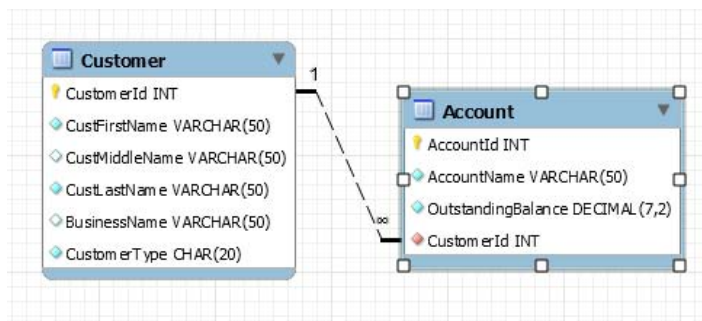 Customer
CustomerId INT
CustFirstName VARCHAR(50)
CustMiddleName VARCHAR(50)
CustLastName VARCHAR(50)
BusinessName VARCHAR(50)
CustomerType CHAR(20)
1
∞
Account
AccountId INT
AccountName VARCHAR(50)
OutstandingBalance DECIMAL(7,2)
CustomerId INT